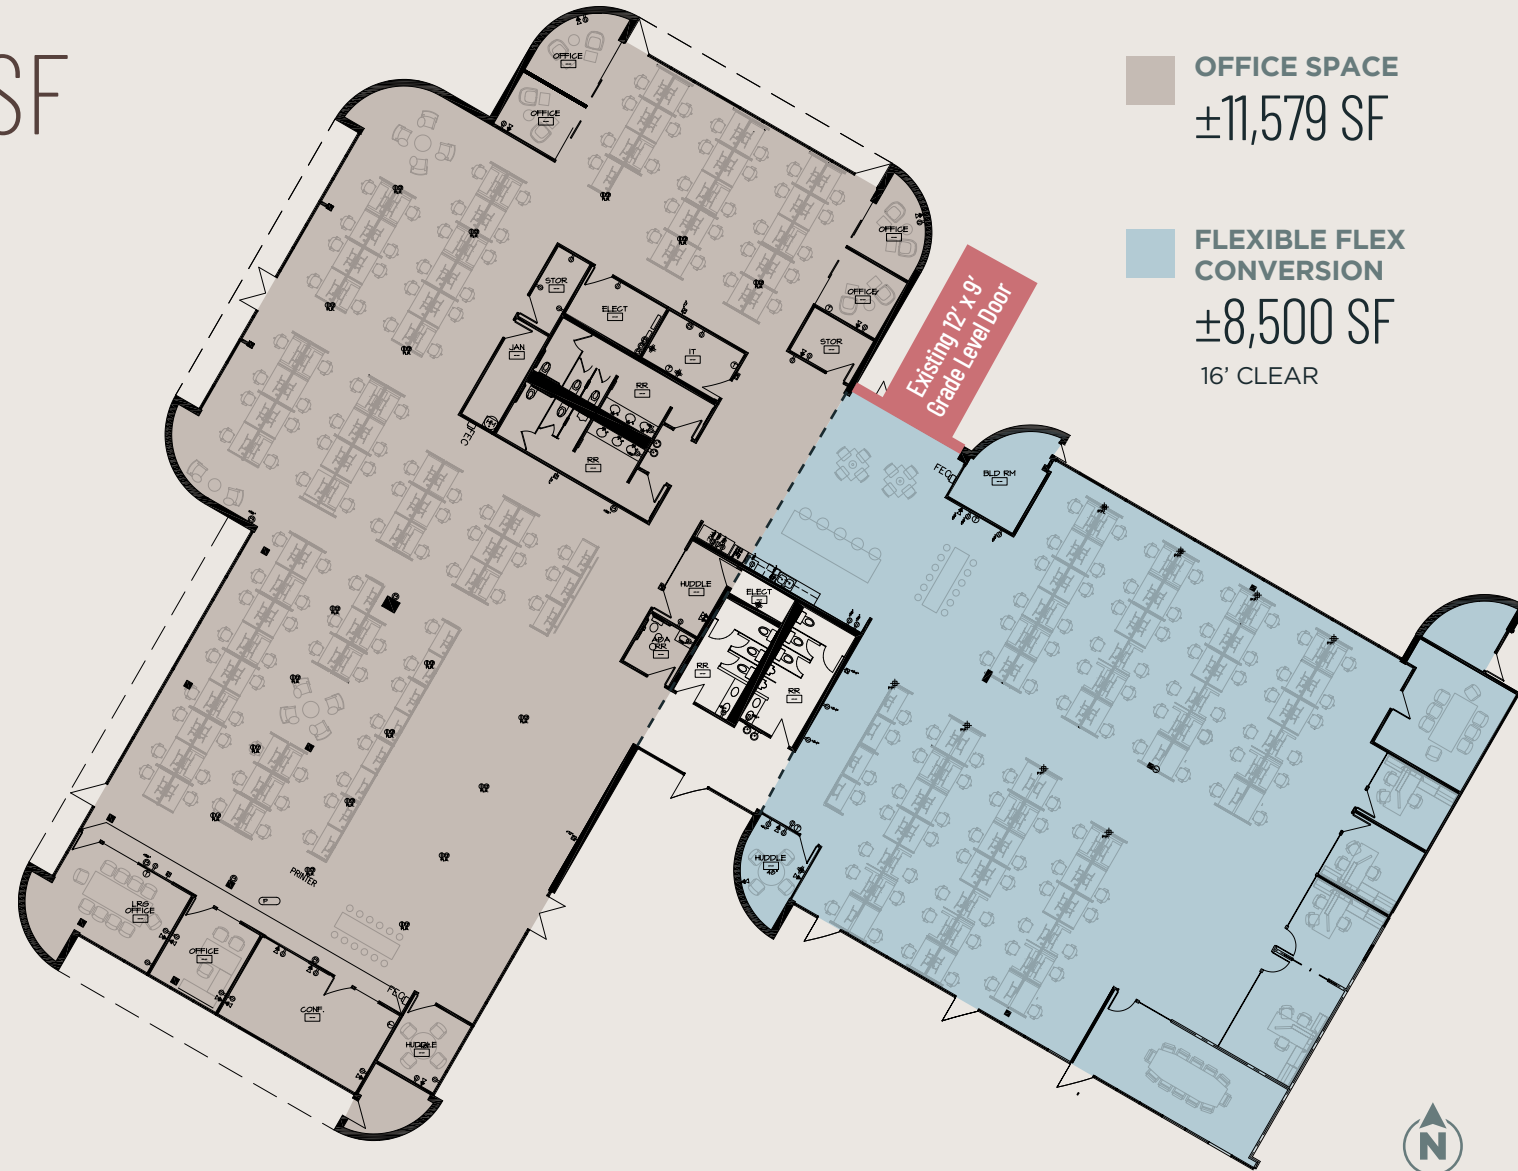 SF
OFFICE SPACE
±11,579 SF
FLEXIBLE FLEX
CONVERSION
±8,500 SF
16' CLEAR
Existing 12' x 9'
Grade Level Door
OFFICE
OFFICE
OFFICE
OFFICE
STOR
STOR
ELECT
IT
JAN
RR
RR
FEC
FEC
BLD RM
HUDDLE
ELECT
ADA
RR
RR
RR
HUDDLE
48"
PRINTER
P
LRG
OFFICE
OFFICE
CONF.
FEC
HUDDLE
N